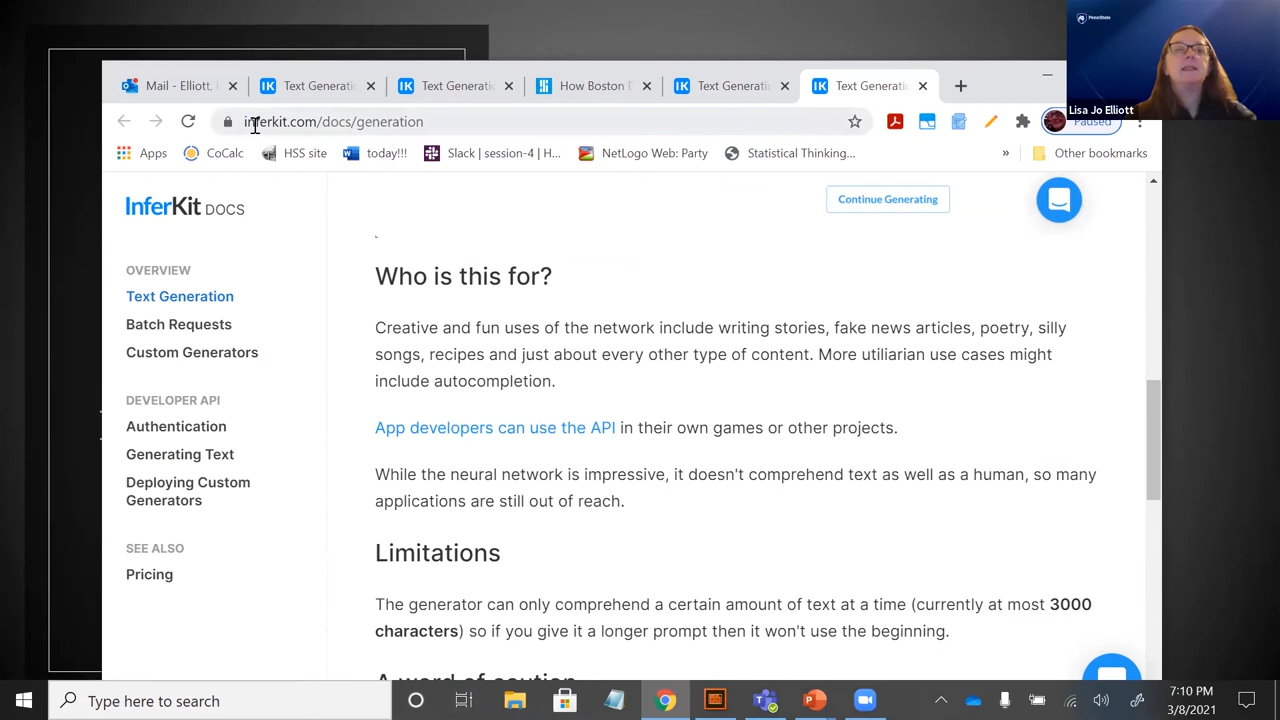 PennState
Lisa Jo Elliott
Mail - Elliott,
Text Generati
Text Generati
How Boston D
Text Generati
Text Generati
inferkit.com/docs/generation
Paused
Apps
CoCalc
HSS site
today!!!
Slack | session-4 | H...
NetLogo Web: Party
Statistical Thinking...
»
Other bookmarks
InferKit DOCS
Continue Generating
OVERVIEW
Text Generation
Batch Requests
Custom Generators
DEVELOPER API
Authentication
Generating Text
Deploying Custom
Generators
SEE ALSO
Pricing
Who is this for?
Creative and fun uses of the network include writing stories, fake news articles, poetry, silly
songs, recipes and just about every other type of content. More utiliarian use cases might
include autocompletion.
App developers can use the API in their own games or other projects.
While the neural network is impressive, it doesn't comprehend text as well as a human, so many
applications are still out of reach.
Limitations
The generator can only comprehend a certain amount of text at a time (currently at most 3000
characters) so if you give it a longer prompt then it won't use the beginning.
A word of caution
Type here to search
7:10 PM
3/8/2021